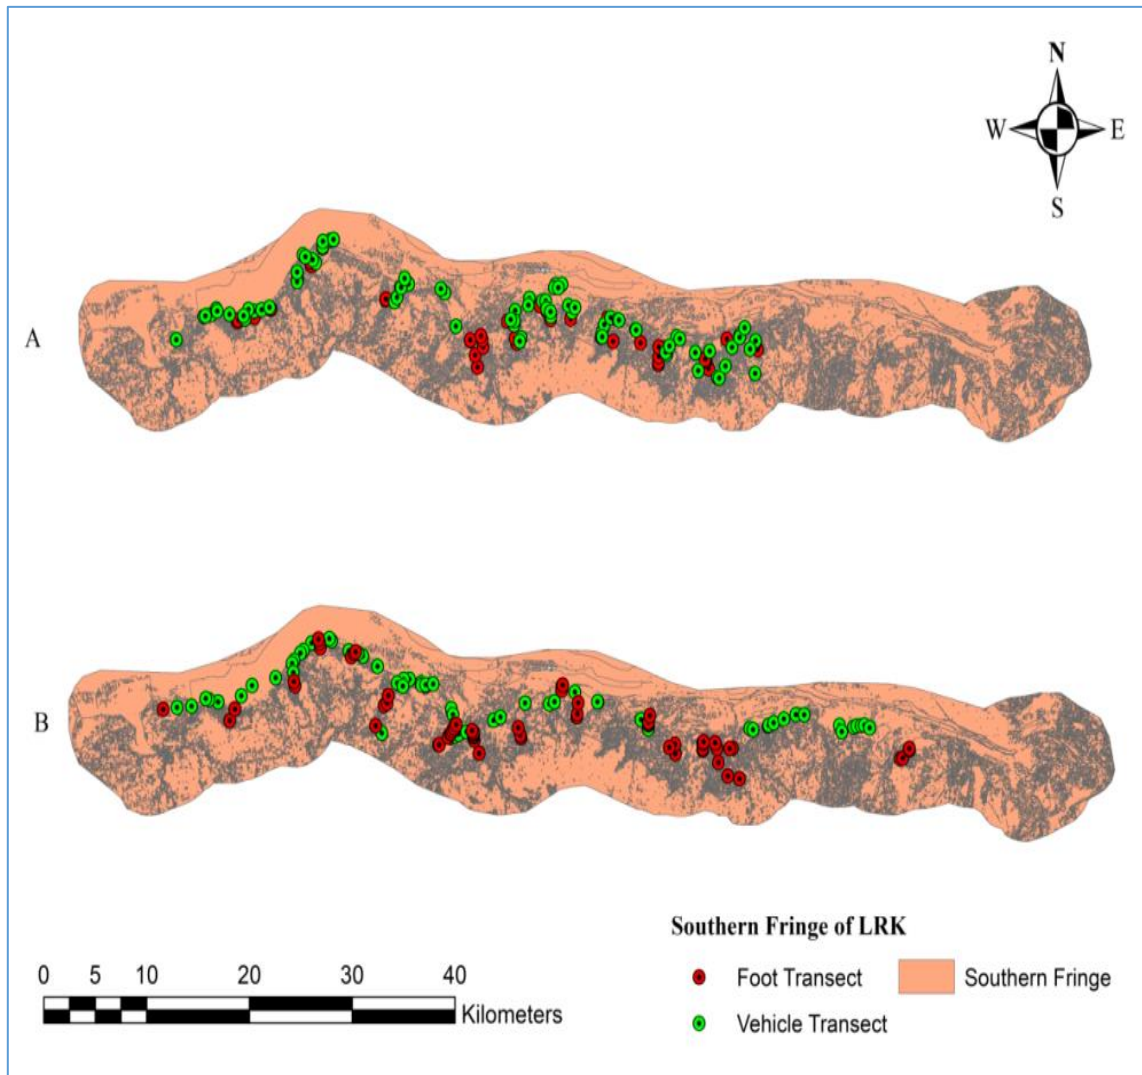 N
W E
S
A
B
Southern Fringe of LRK
0 5 10 20 30 40
Kilometers
Foot Transect Southern Fringe
Vehicle Transect